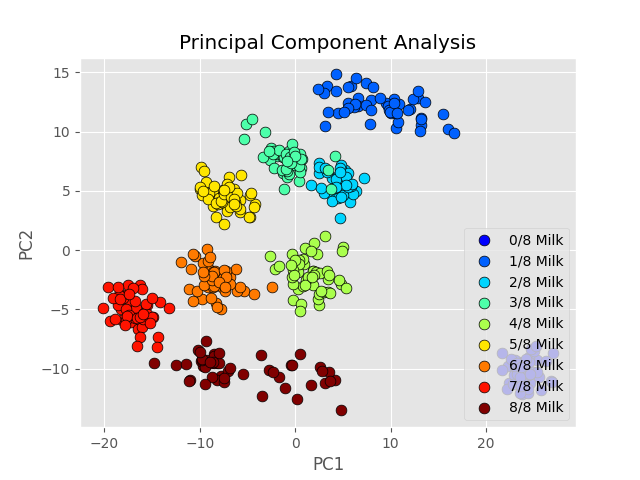 Principal Component Analysis
15
10
5
0
−5
−10
PC2
−20
−10
0
10
20
PC1
0/8 Milk
1/8 Milk
2/8 Milk
3/8 Milk
4/8 Milk
5/8 Milk
6/8 Milk
7/8 Milk
8/8 Milk